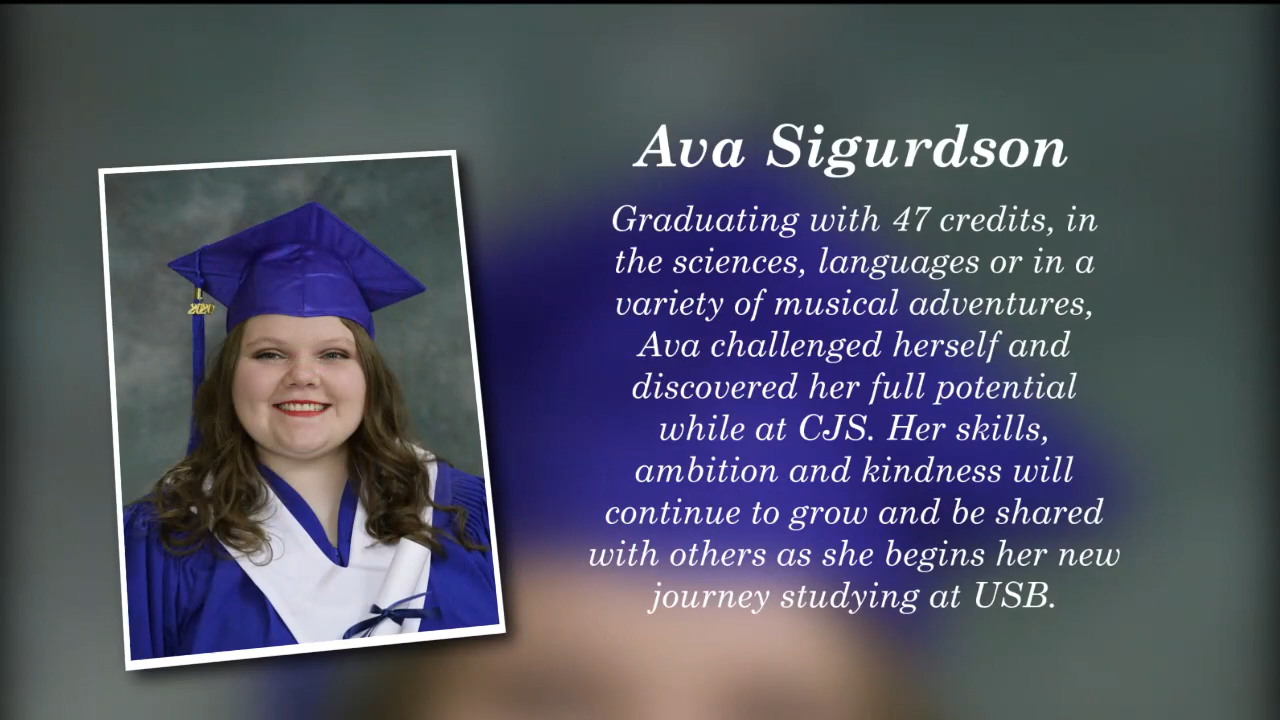 Ava Sigurdson
Graduating with 47 credits, in
the sciences, languages or in a
variety of musical adventures,
Ava challenged herself and
discovered her full potential
while at CJS. Her skills,
ambition and kindness will
continue to grow and be shared
with others as she begins her new
journey studying at USB.
2020